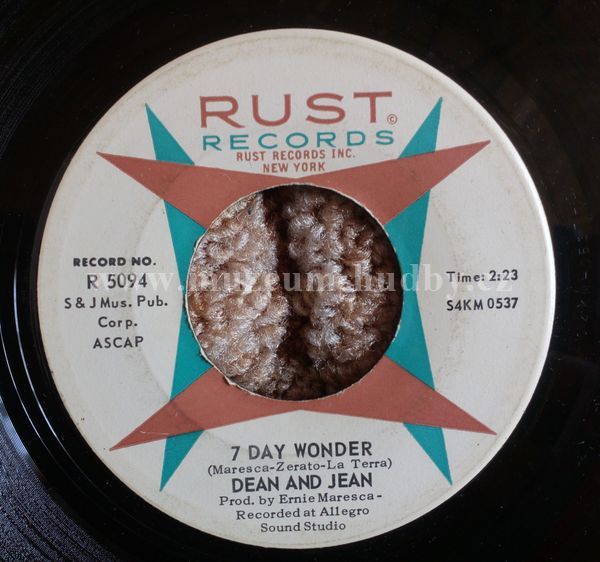 RUST©
RECORDS
RUST RECORDS INC.
NEW YORK
RECORD NO.
R 5094
S & J Mus. Pub.
Corp.
ASCAP
Time: 2:23
S4KM 0537
www.muzeum-hudby.cz
7 DAY WONDER
(Maresca-Zerato-La Terra)
DEAN AND JEAN
Prod. by Ernie Maresca-
Recorded at Allegro
Sound Studio